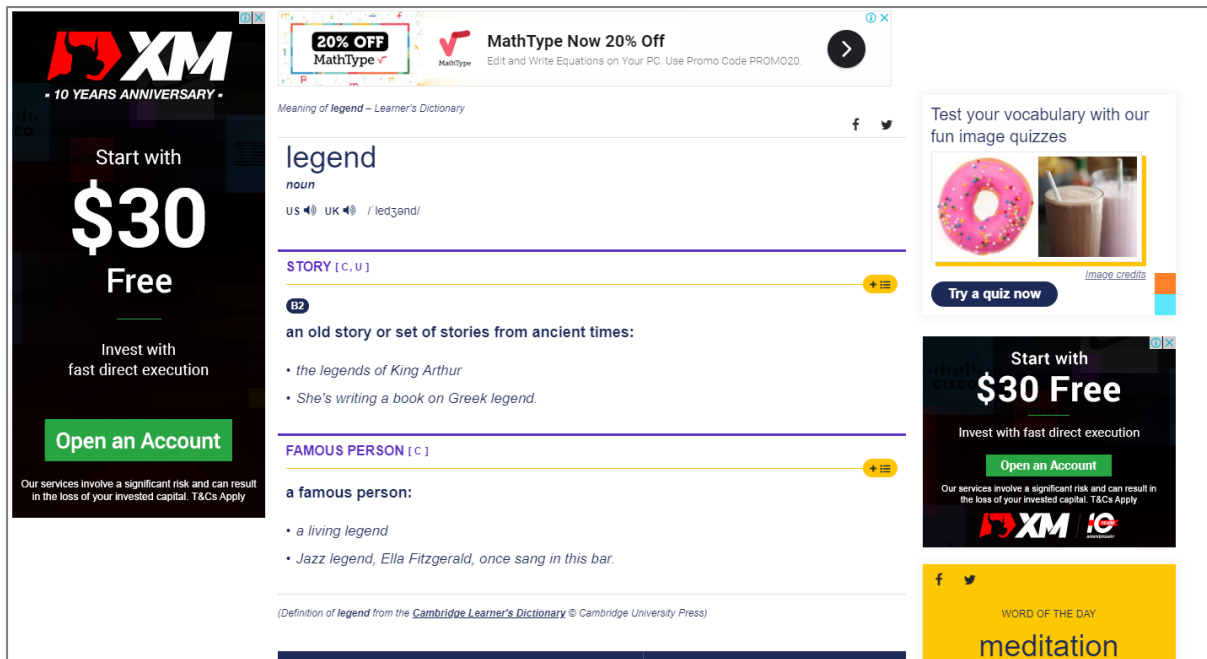 XM
- 10 YEARS ANNIVERSARY -
Start with
$30
Free
Invest with
fast direct execution
Open an Account
Our services involve a significant risk and can result
in the loss of your invested capital. T&Cs Apply
20% OFF
MathType
MathType
MathType Now 20% Off
Edit and Write Equations on Your PC. Use Promo Code PROMO20.
Meaning of legend – Learner's Dictionary
legend
noun
US UK /ˈledʒənd/
STORY [ C, U ]
B2
an old story or set of stories from ancient times:
• the legends of King Arthur
• She's writing a book on Greek legend.
FAMOUS PERSON [ C ]
a famous person:
• a living legend
• Jazz legend, Ella Fitzgerald, once sang in this bar.
(Definition of legend from the Cambridge Learner's Dictionary © Cambridge University Press)
Test your vocabulary with our
fun image quizzes
Image credits
Try a quiz now
Start with
$30 Free
Invest with fast direct execution
Open an Account
Our services involve a significant risk and can result in
the loss of your invested capital. T&Cs Apply
XM 10 YEARS ANNIVERSARY
WORD OF THE DAY
meditation